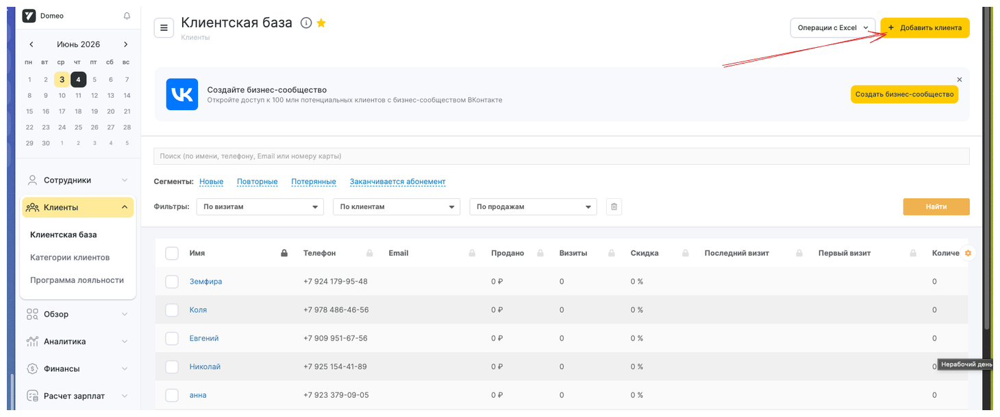 Domeo
Июнь 2026
пн вт ср чт пт сб вс
1 2 3 4 5 6 7
8 9 10 11 12 13 14
15 16 17 18 19 20 21
22 23 24 25 26 27 28
29 30 1 2 3 4 5
Сотрудники
Клиенты
Клиентская база
Категории клиентов
Программа лояльности
Обзор
Аналитика
Финансы
Расчет зарплат
Клиентская база
Клиенты
Операции с Excel
+ Добавить клиента
Создайте бизнес-сообщество
Откройте доступ к 100 млн потенциальных клиентов с бизнес-сообществом ВКонтакте
Создать бизнес-сообщество
Поиск (по имени, телефону, Email или номеру карты)
Сегменты: Новые Повторные Потерянные Заканчивается абонемент
Фильтры: По визитам По клиентам По продажам Найти
Имя Телефон Email Продано Визиты Скидка Последний визит Первый визит Количе
Земфира +7 924 179-95-48 0 ₽ 0 0 % 0
Коля +7 978 486-46-56 0 ₽ 0 0 % 0
Евгений +7 909 951-67-56 0 ₽ 0 0 % 0
Николай +7 925 154-41-89 0 ₽ 0 0 % 0
Нерабочий день
анна +7 923 379-09-05 0 ₽ 0 0 % 0